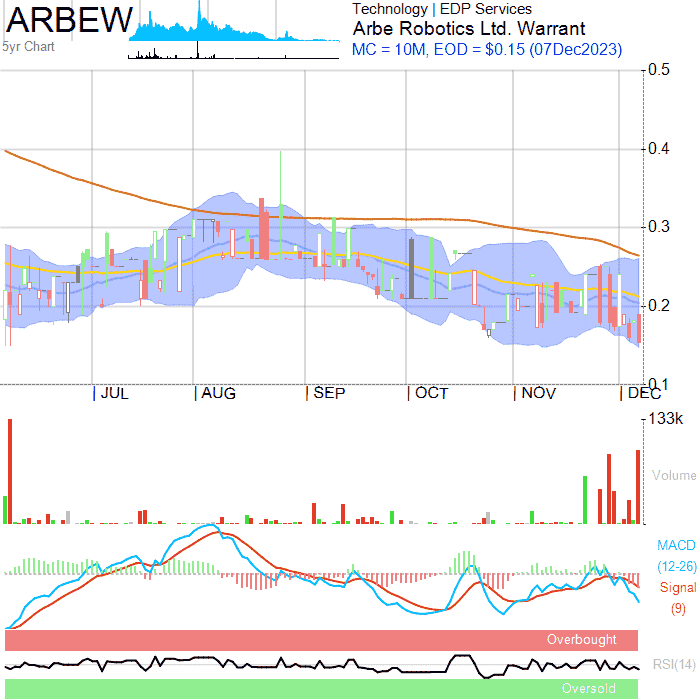 ARBEW
5yr Chart
Technology | EDP Services
Arbe Robotics Ltd. Warrant
MC = 10M, EOD = $0.15 (07Dec2023)
0.5
0.4
0.3
0.2
0.1
JUL AUG SEP OCT NOV DEC
133k
Volume
MACD
(12-26)
Signal
(9)
Overbought
RSI(14)
Oversold